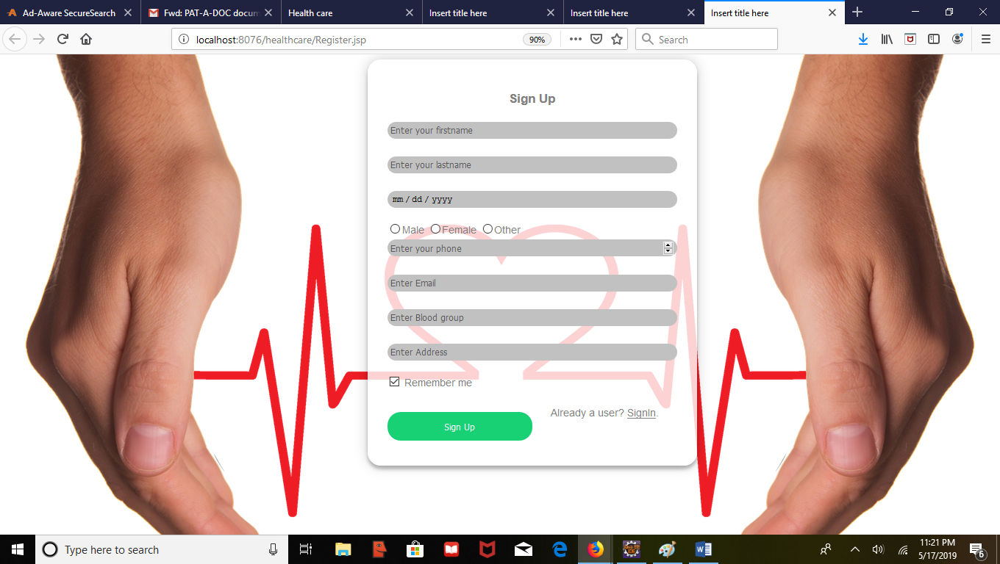 Ad-Aware SecureSearch
Fwd: PAT-A-DOC docum
Health care
Insert title here
Insert title here
Insert title here
localhost:8076/healthcare/Register.jsp
90%
Search
Sign Up
Enter your firstname
Enter your lastname
mm / dd / yyyy
Male Female Other
Enter your phone
Enter Email
Enter Blood group
Enter Address
Remember me
Already a user? SignIn.
Sign Up
Type here to search
11:21 PM
5/17/2019
6